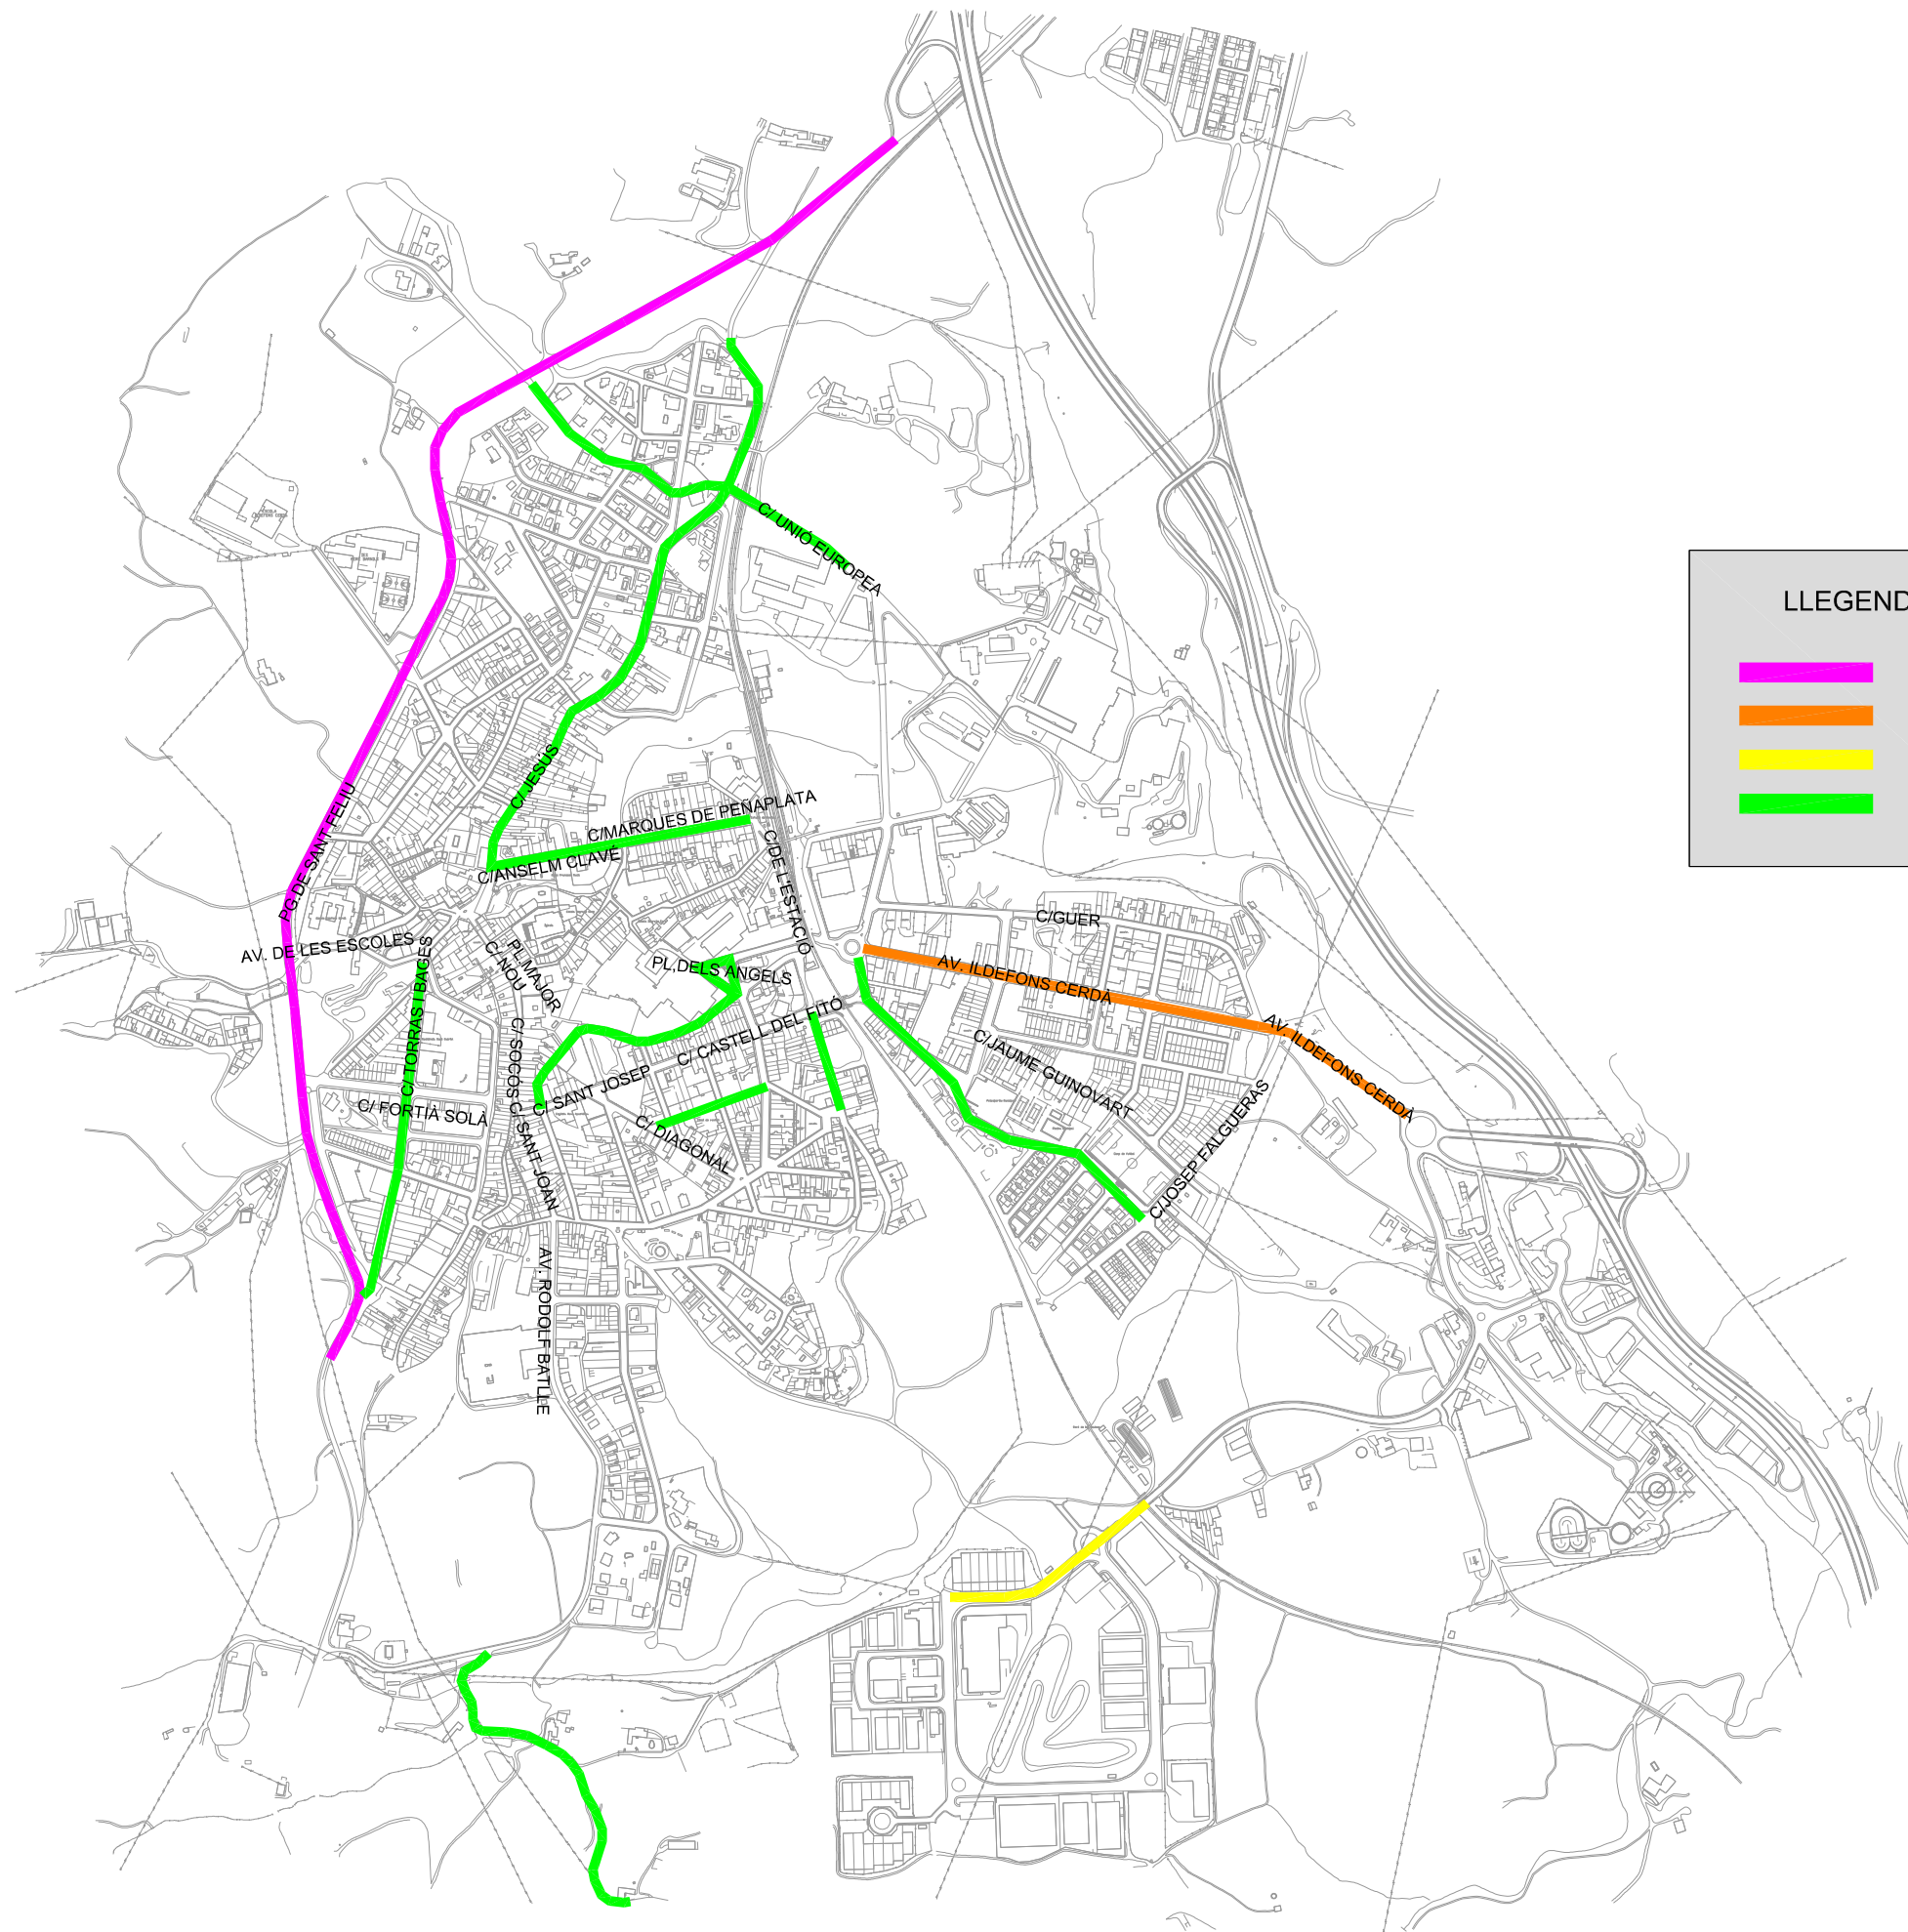 LLEGEND
C/ UNIÓ EUROPEA
C/ JESÚS
C/MARQUES DE PEÑAPLATA
C/ANSELM CLAVÉ
C/DE L'ESTACIÓ
PG.DE SANT FELIU
AV. DE LES ESCOLES
C/ TORRAS I BAGES
C/ NOU
PL.MAJOR
PL,DELS ANGELS
C/GUER
AV. ILDEFONS CERDÀ
AV. ILDEFONS CERDÀ
C/ CASTELL DEL FITÓ
C/ SOCÓS
C/ SANT JOSEP
C/JAUME GUINOVART
C/ FORTIÀ SOLÀ
C/ SANT JOAN
C/ DIAGONAL
C/JOSEP FALGUERAS
AV. RODOLF BATLLE